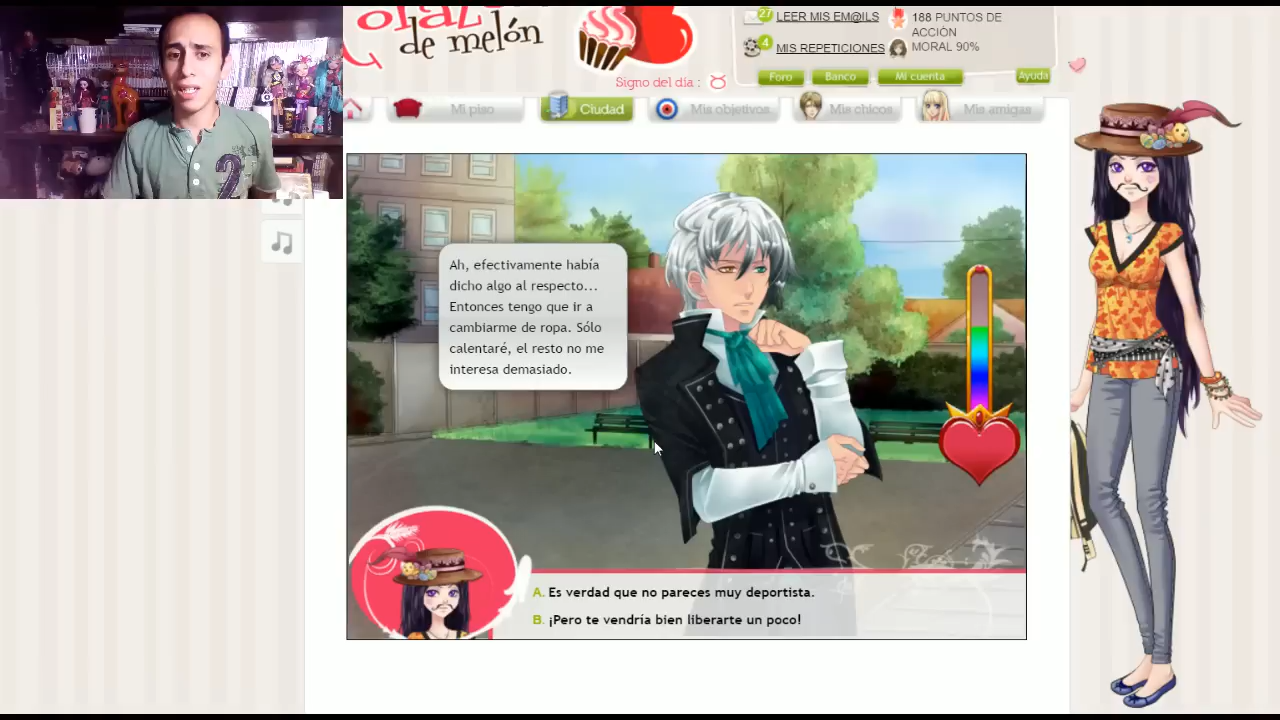 de melón
27
LEER MIS EM@ILS
188 PUNTOS DE
ACCIÓN
4
MIS REPETICIONES
MORAL 90%
Signo del día :
Foro
Banco
Mi cuenta
Ayuda
Mi piso
Ciudad
Mis objetivos
Mis chicos
Mis amigas
2
Ah, efectivamente había
dicho algo al respecto...
Entonces tengo que ir a
cambiarme de ropa. Sólo
calentaré, el resto no me
interesa demasiado.
A. Es verdad que no pareces muy deportista.
B. ¡Pero te vendría bien liberarte un poco!